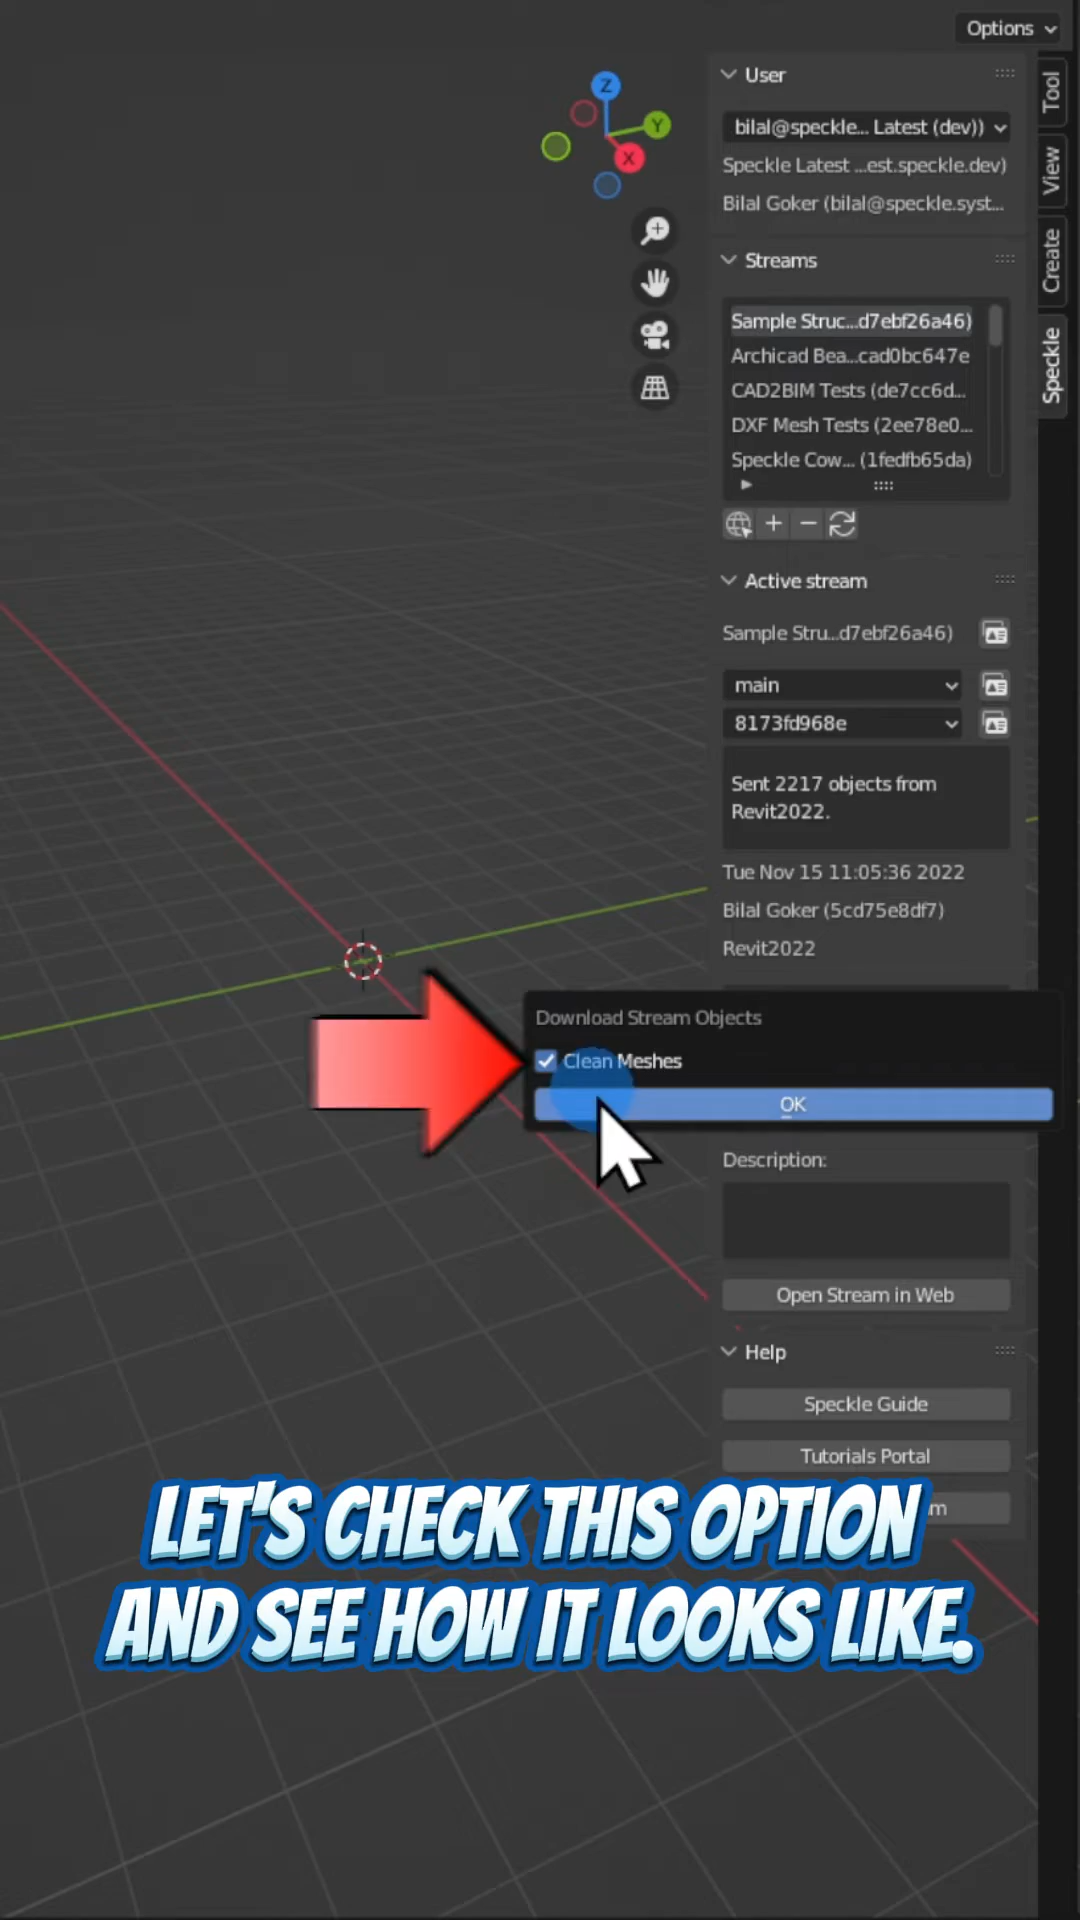 Options
User
bilal@speckle... Latest (dev))
Speckle Latest ...est.speckle.dev)
Bilal Goker (bilal@speckle.syst...
Streams
Sample Struc...d7ebf26a46)
Archicad Bea...cad0bc647e
CAD2BIM Tests (de7cc6d...
DXF Mesh Tests (2ee78e0...
Speckle Cow... (1fedfb65da)
Active stream
Sample Stru...d7ebf26a46)
main
8173fd968e
Sent 2217 objects from
Revit2022.
Tue Nov 15 11:05:36 2022
Bilal Goker (5cd75e8df7)
Revit2022
Download Stream Objects
Clean Meshes
OK
Description:
Open Stream in Web
Help
Speckle Guide
Tutorials Portal
Tool
View
Create
Speckle
Z
Y
X
LET'S CHECK THIS OPTION
AND SEE HOW IT LOOKS LIKE.